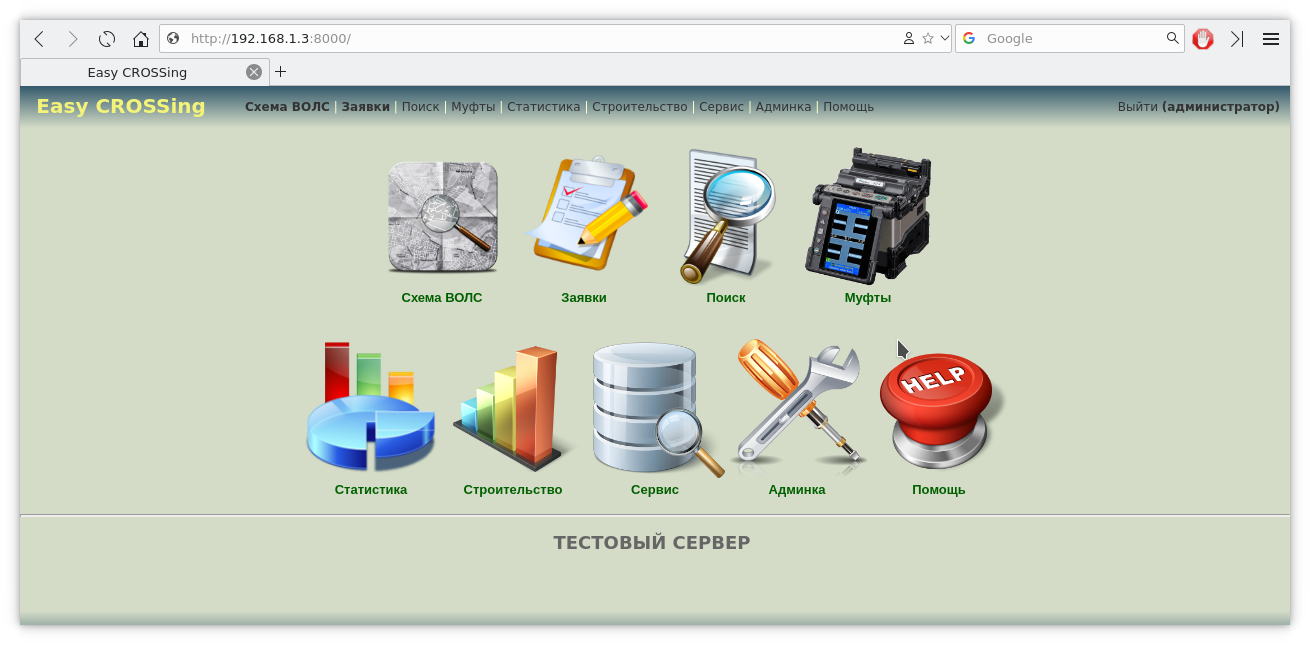 http://192.168.1.3:8000/
Google
Easy CROSSing
Easy CROSSing
Схема ВОЛС | Заявки | Поиск | Муфты | Статистика | Строительство | Сервис | Админка | Помощь
Выйти (администратор)
Схема ВОЛС
Заявки
Поиск
Муфты
HELP
Статистика
Строительство
Сервис
Админка
Помощь
ТЕСТОВЫЙ СЕРВЕР